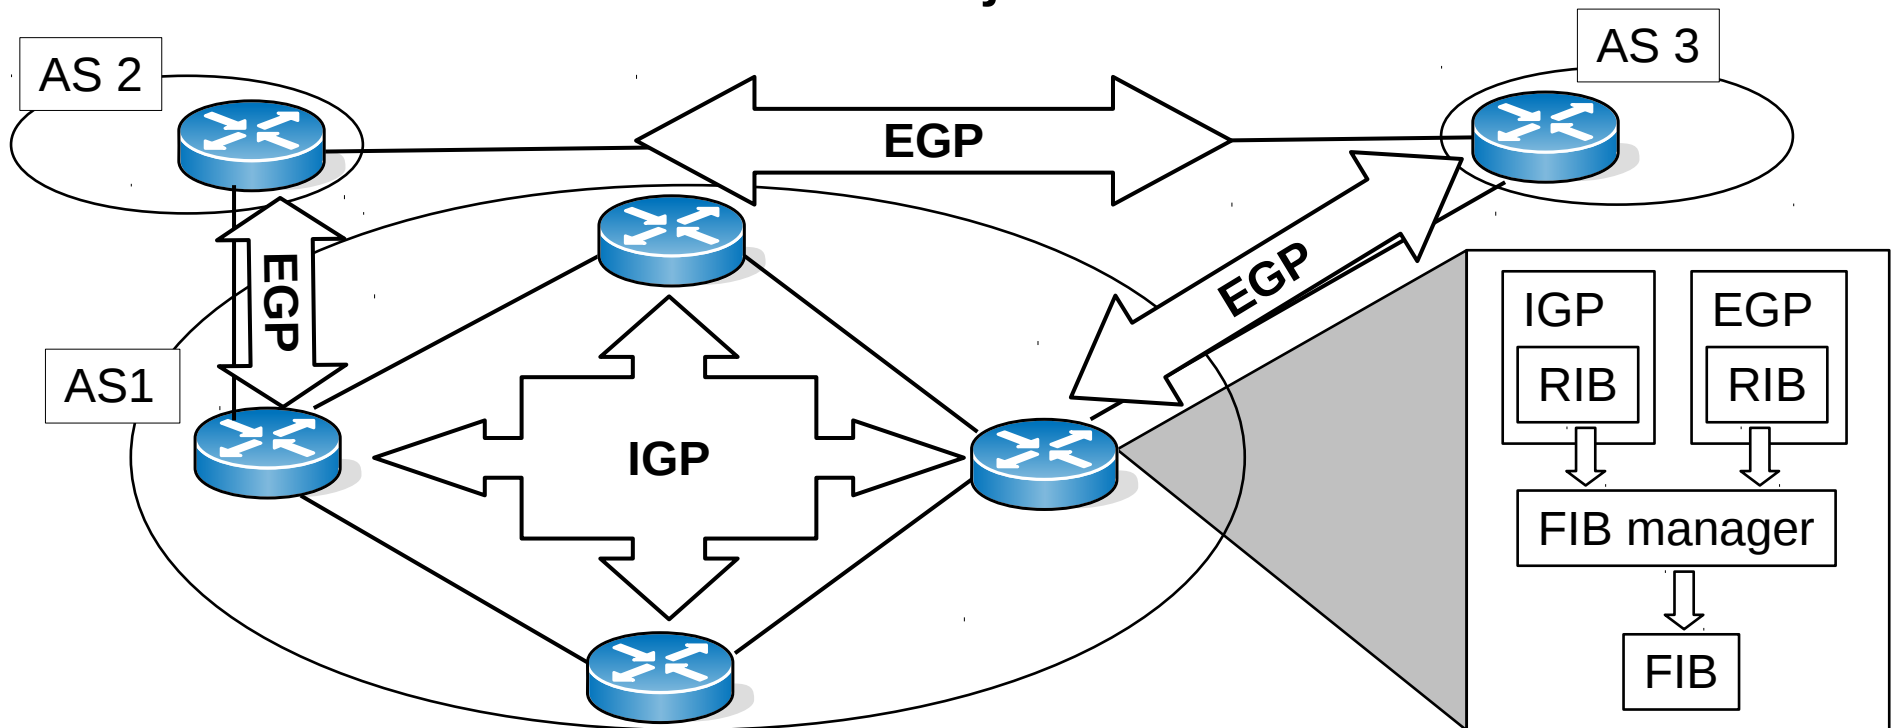 AS 2
AS 3
EGP
EGP
EGP
AS1
IGP
IGP
EGP
RIB
RIB
FIB manager
FIB